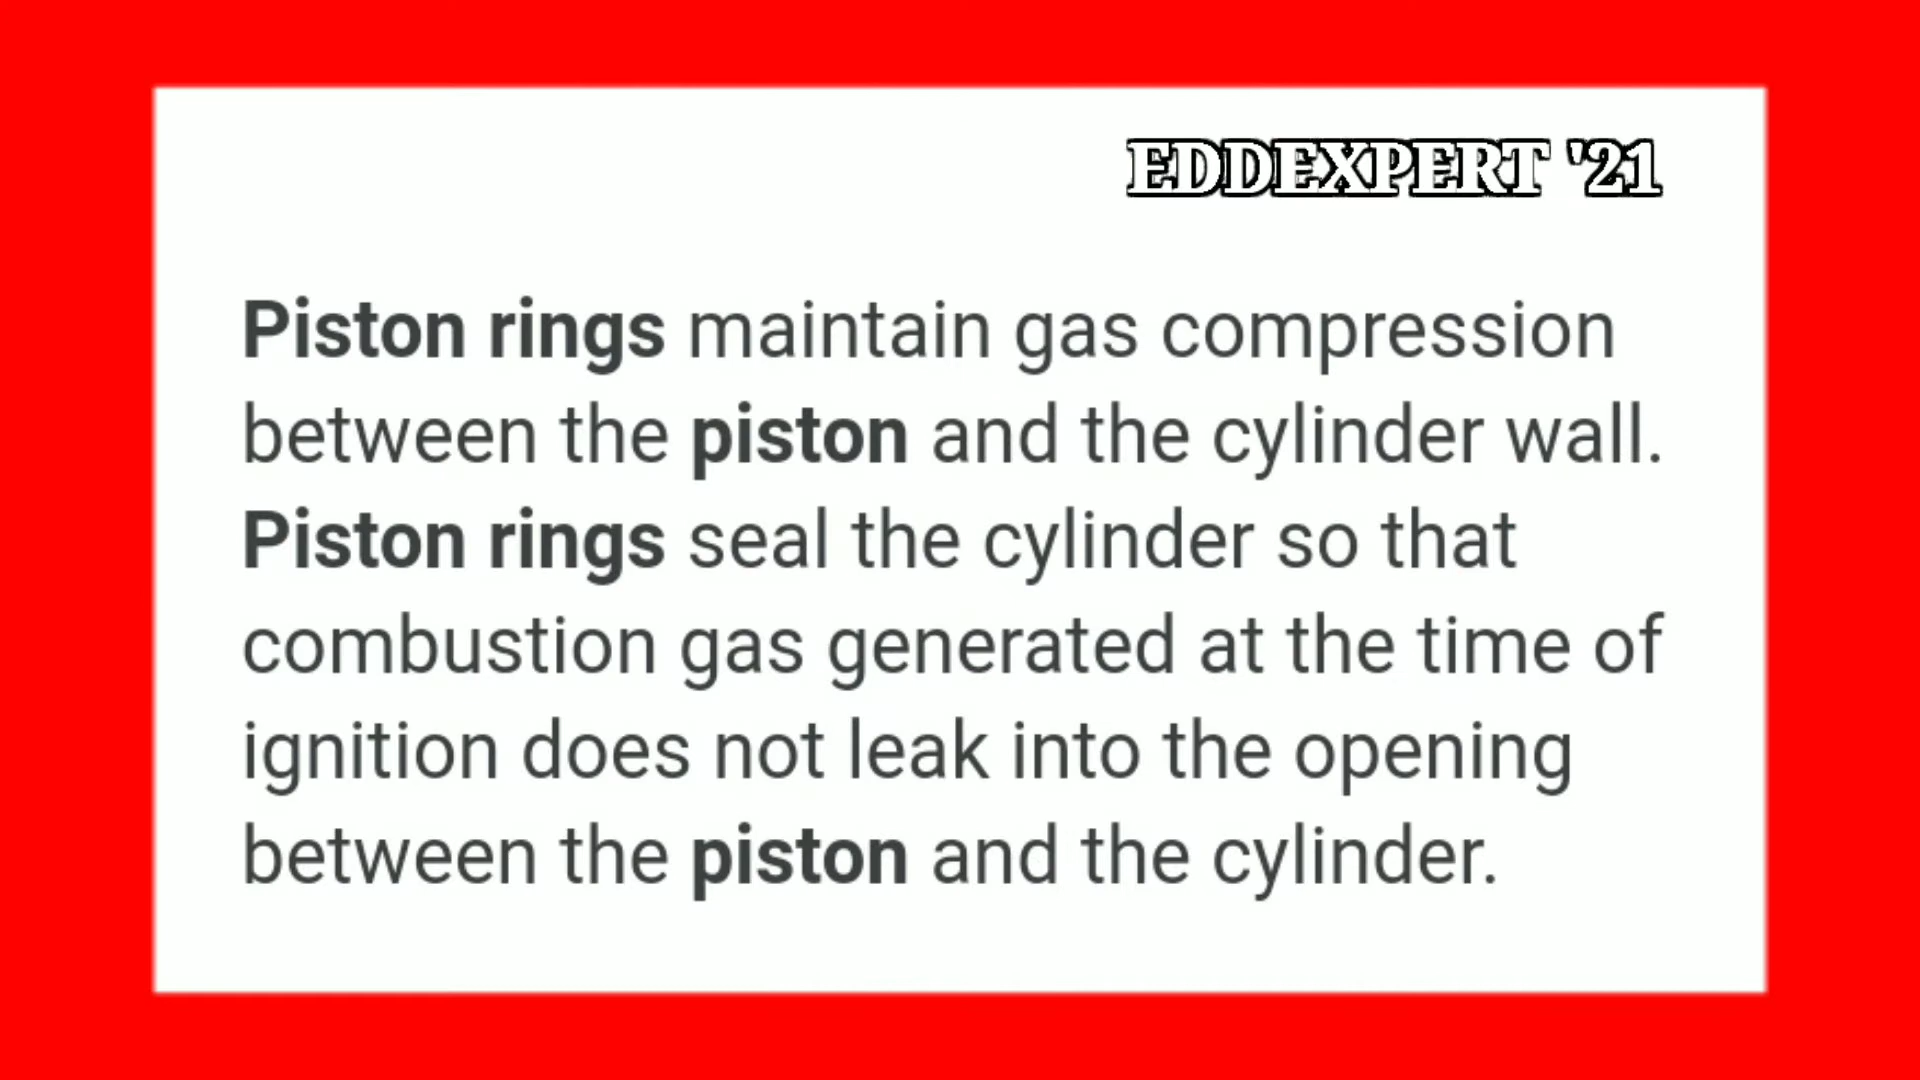 EDDEXPERT '21
Piston rings maintain gas compression
between the piston and the cylinder wall.
Piston rings seal the cylinder so that
combustion gas generated at the time of
ignition does not leak into the opening
between the piston and the cylinder.